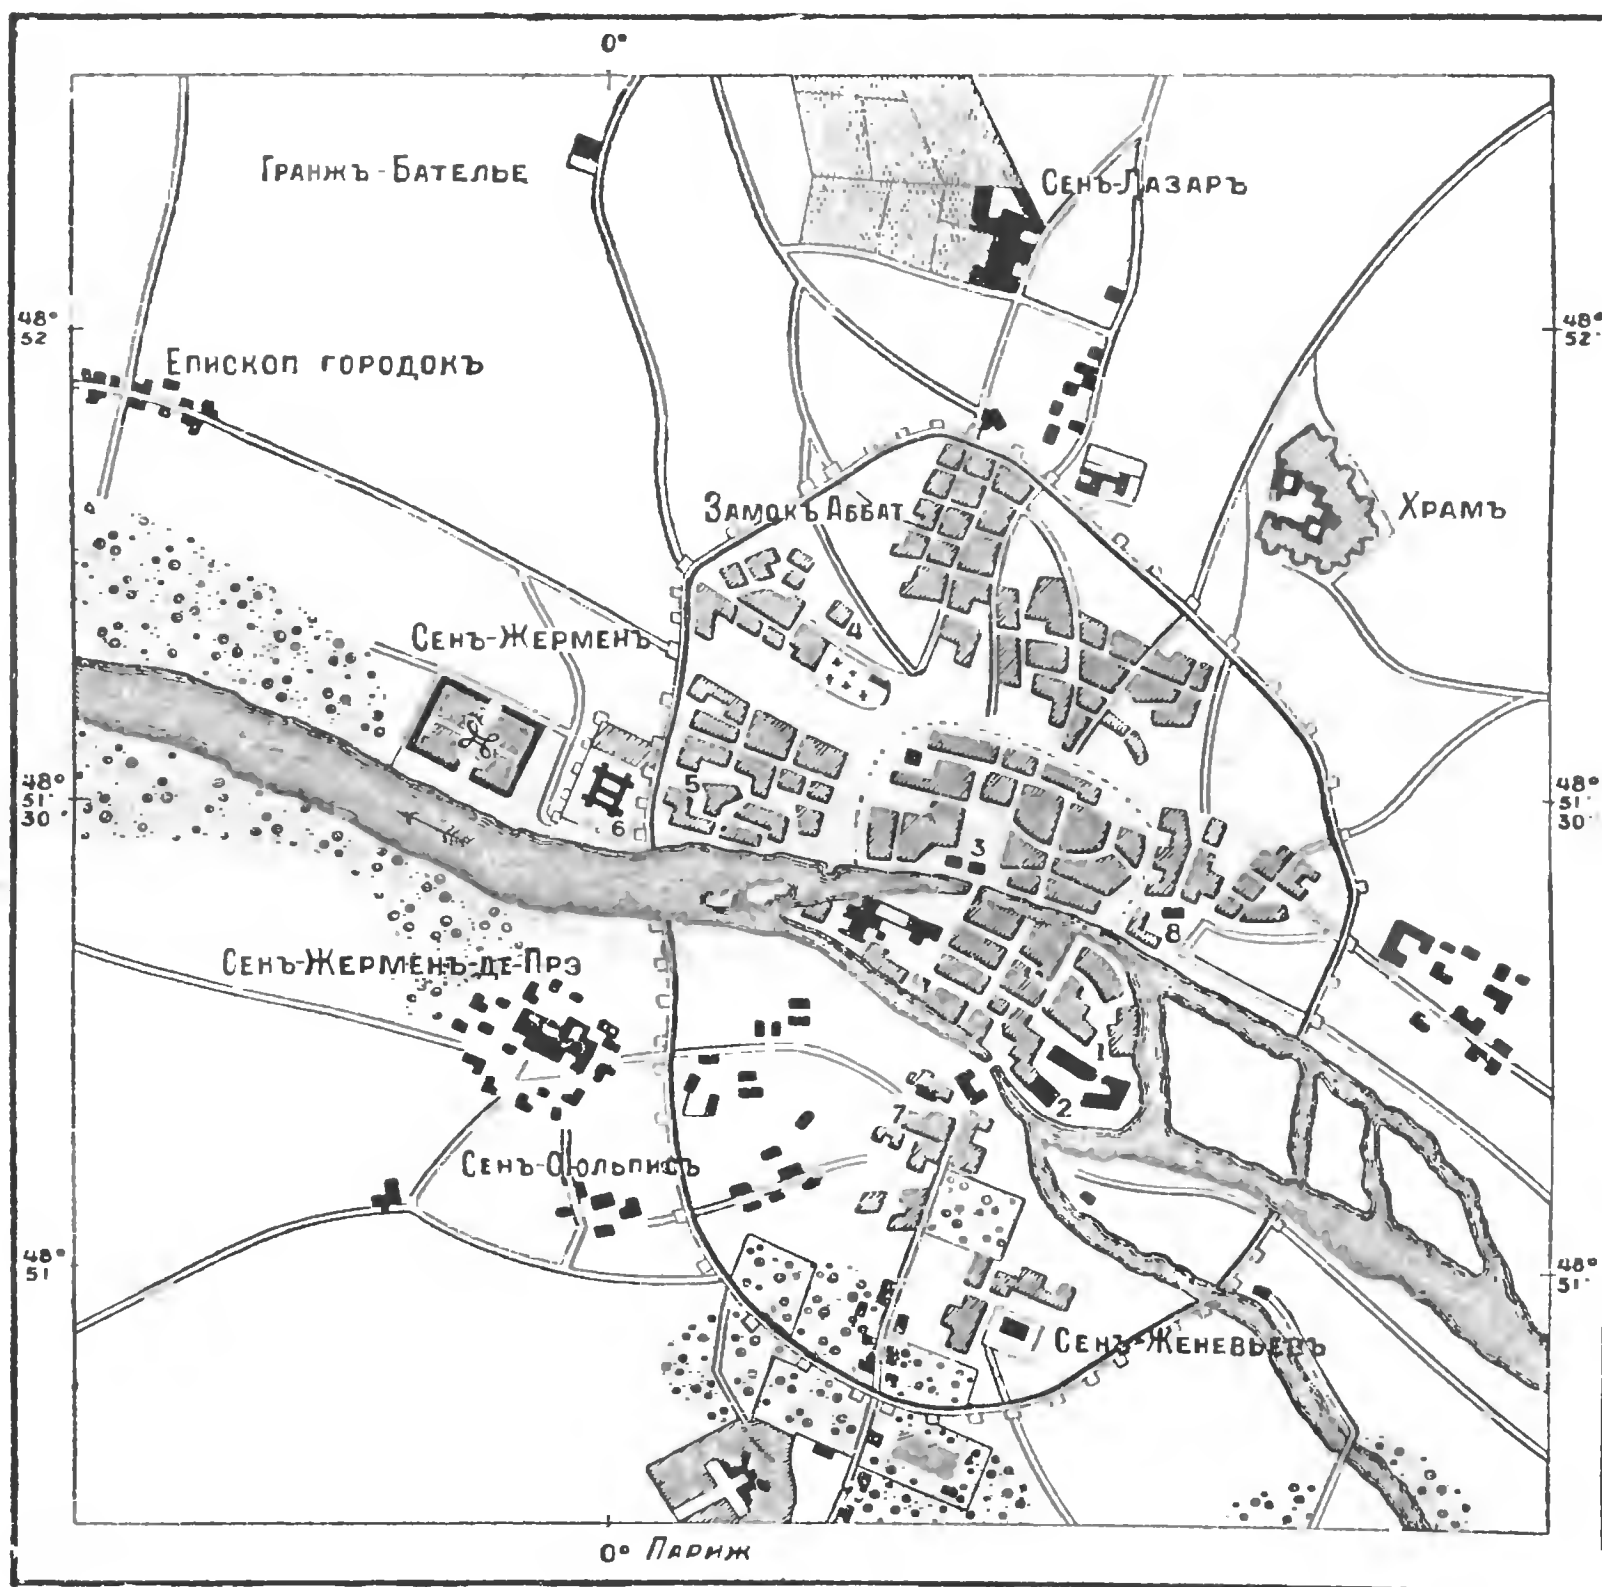 0°
Гранжъ-Бателье
Сенъ-Лазаръ
48°
52'
48°
52'
Епископ городокъ
Замокъ Аббат.
Храмъ
4
Сенъ-Жерменъ
48°
51'
30"
5
6
3
48°
51'
30"
8
Сенъ-Жерменъ-де-Прэ
1
2
7
Сенъ-Сюльписъ
48°
51'
48°
51'
Сенъ-Женевьевъ
0° Париж